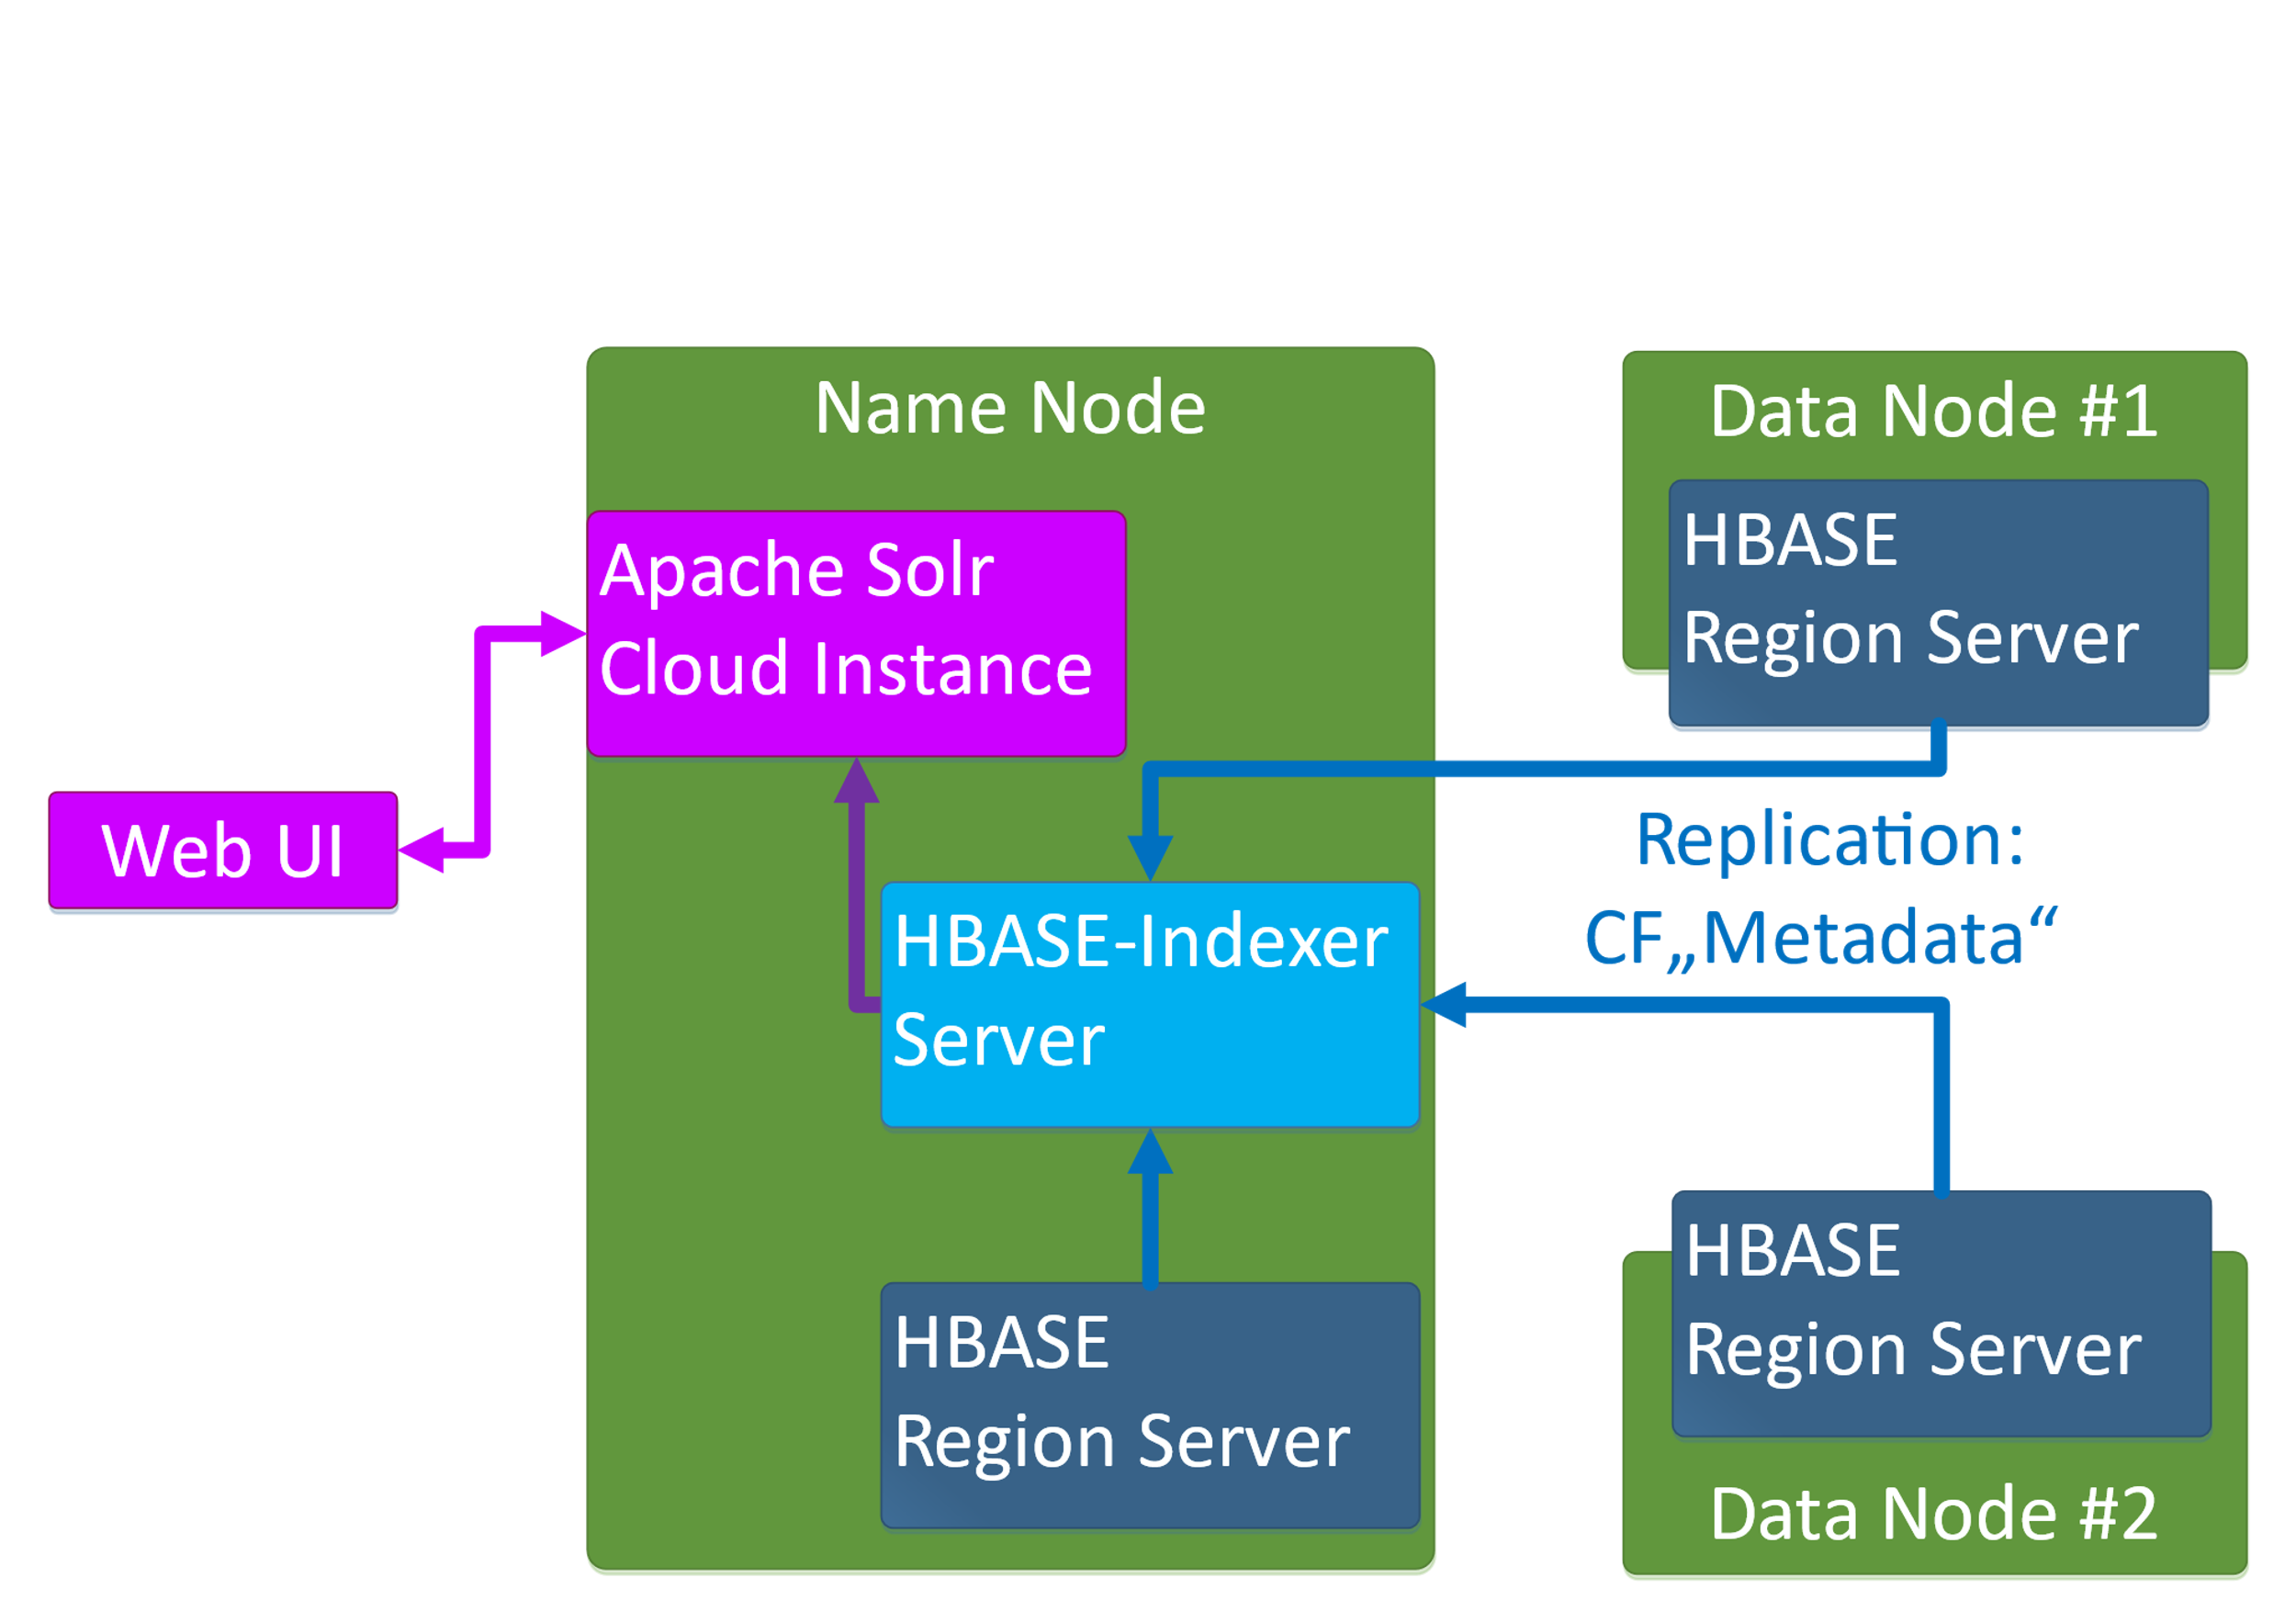 Name Node
Apache Solr
Cloud Instance
Web UI
HBASE-Indexer
Server
HBASE
Region Server
Data Node #1
HBASE
Region Server
Replication:
CF„Metadata“
HBASE
Region Server
Data Node #2